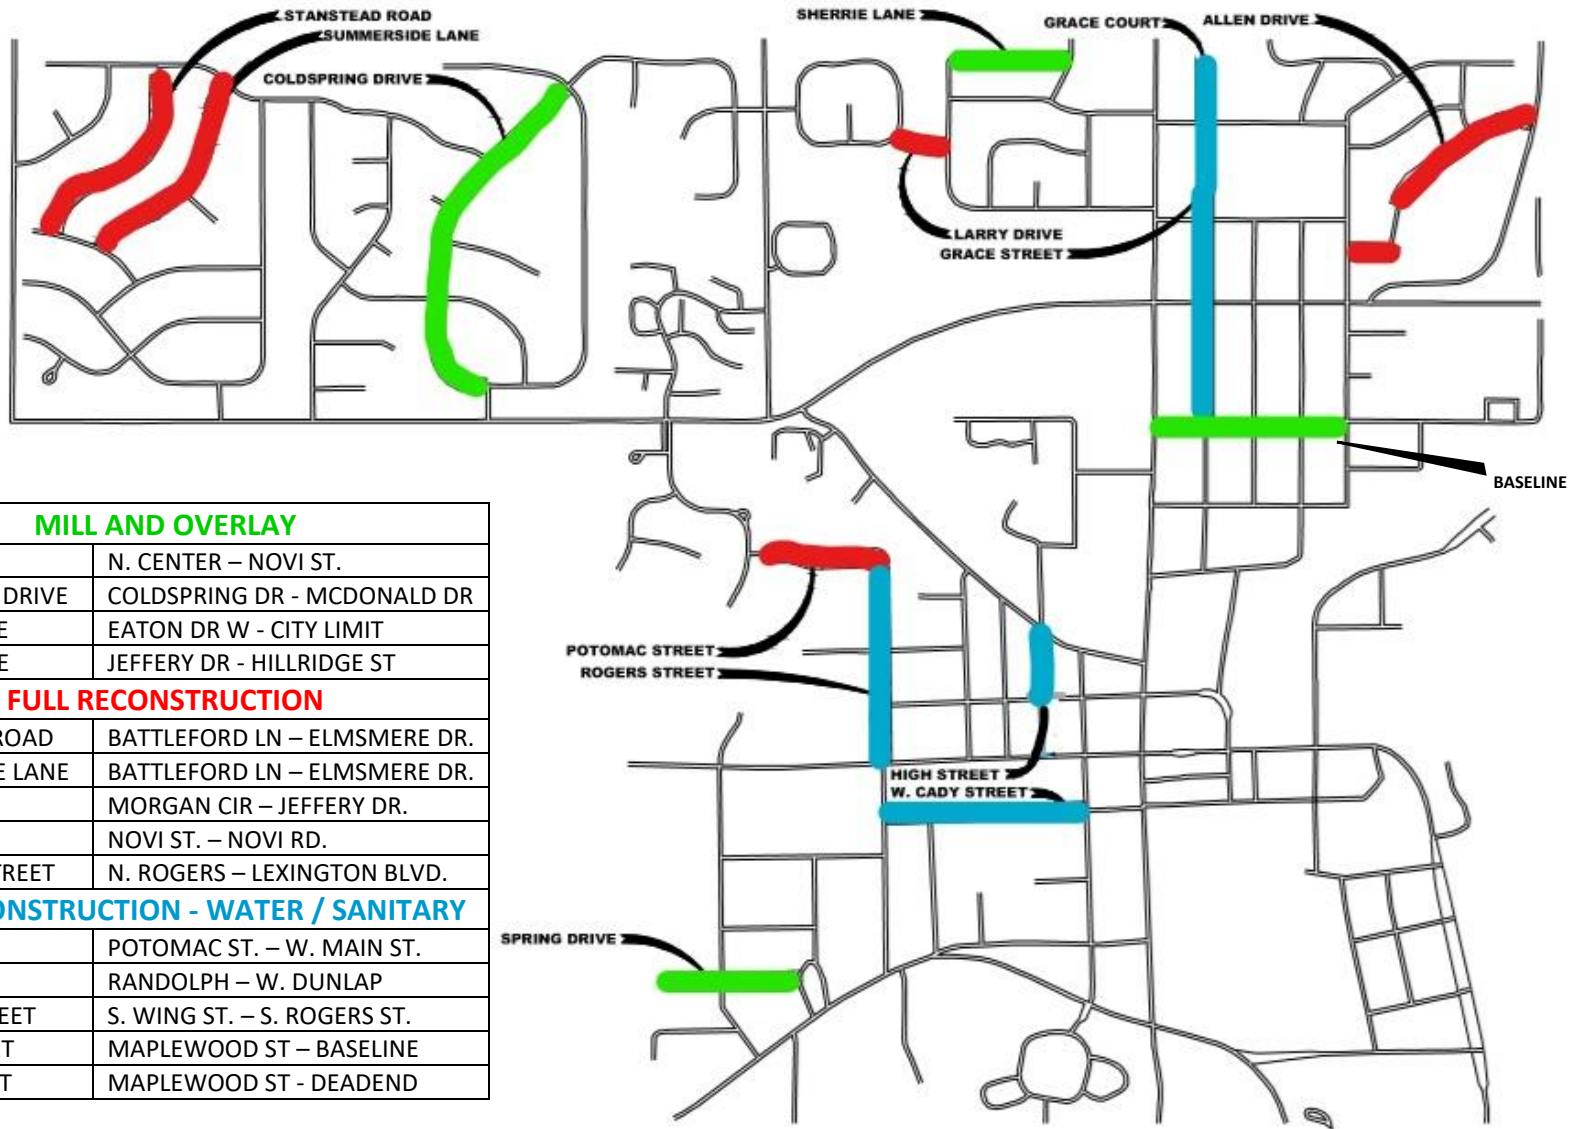 STANSTEAD ROAD
SUMMERSIDE LANE
COLDSPRING DRIVE
SHERRIE LANE
GRACE COURT
ALLEN DRIVE
LARRY DRIVE
GRACE STREET
BASELINE
POTOMAC STREET
ROGERS STREET
HIGH STREET
W. CADY STREET
SPRING DRIVE
MILL AND OVERLAY
N. CENTER – NOVI ST.
DRIVE COLDSPRING DR - MCDONALD DR
E EATON DR W - CITY LIMIT
E JEFFERY DR - HILLRIDGE ST
FULL RECONSTRUCTION
ROAD BATTLEFORD LN – ELMSMERE DR.
E LANE BATTLEFORD LN – ELMSMERE DR.
MORGAN CIR – JEFFERY DR.
NOVI ST. – NOVI RD.
TREET N. ROGERS – LEXINGTON BLVD.
ONSTRUCTION - WATER / SANITARY
POTOMAC ST. – W. MAIN ST.
RANDOLPH – W. DUNLAP
EET S. WING ST. – S. ROGERS ST.
ET MAPLEWOOD ST – BASELINE
T MAPLEWOOD ST - DEADEND